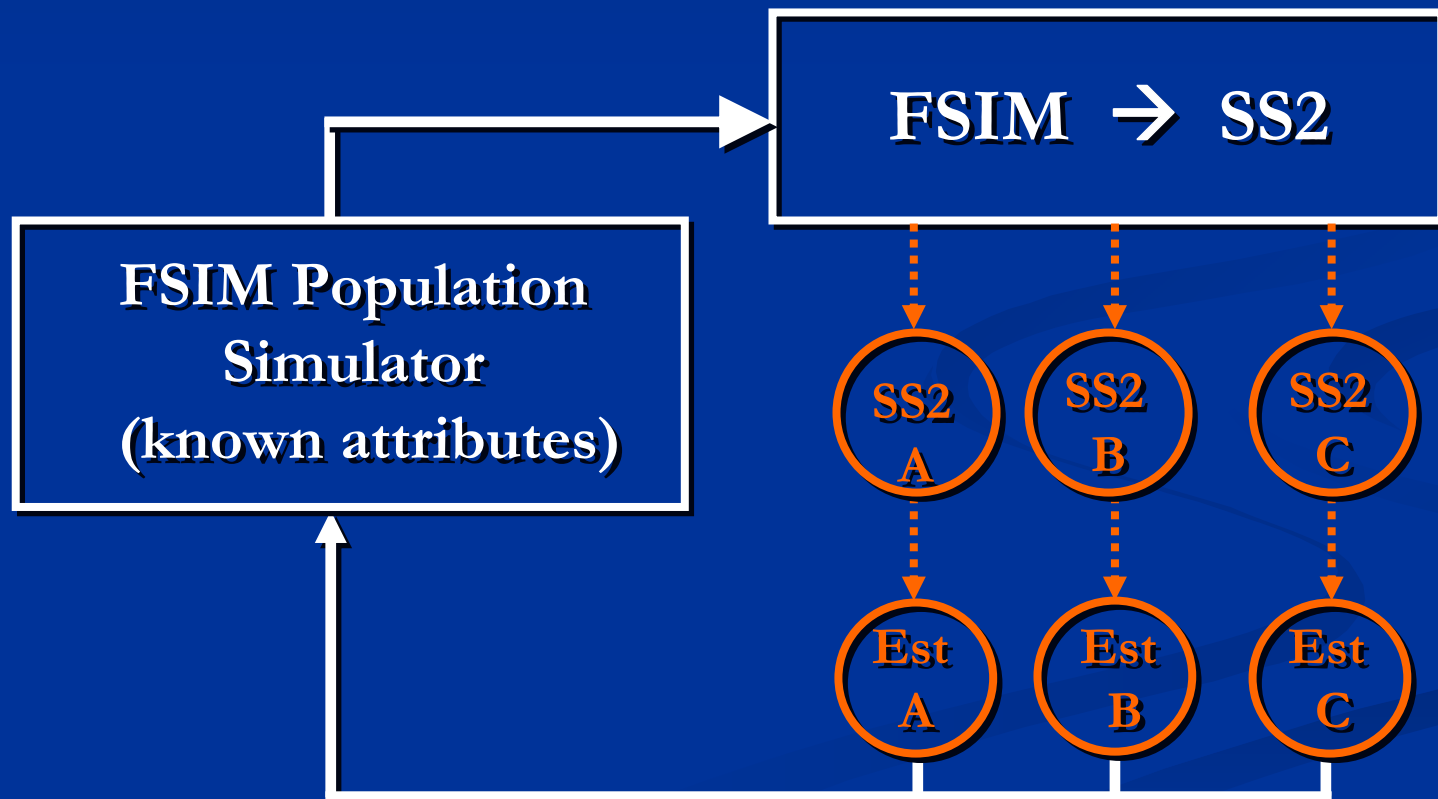 FSIM → SS2
FSIM Population
Simulator
(known attributes)
SS2
A
SS2
B
SS2
C
Est
A
Est
B
Est
C